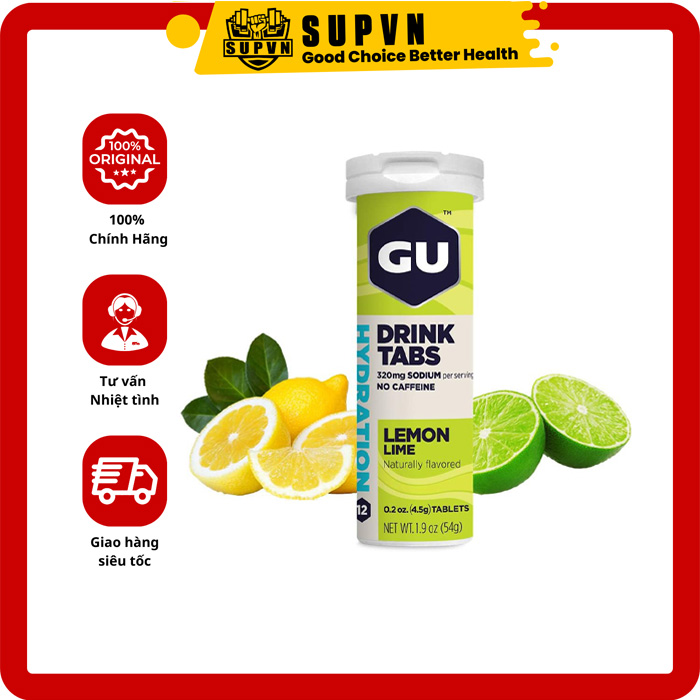 SUPVN
SUPVN
Good Choice Better Health
100%
ORIGINAL
100%
Chính Hãng
Tư vấn
Nhiệt tình
Giao hàng
siêu tốc
TM
GU
HYDRATION
12
DRINK
TABS
320mg SODIUM per serving
NO CAFFEINE
LEMON
LIME
Naturally flavored
0.2 oz. (4.5g) TABLETS
NET WT. 1.9 oz (54g)